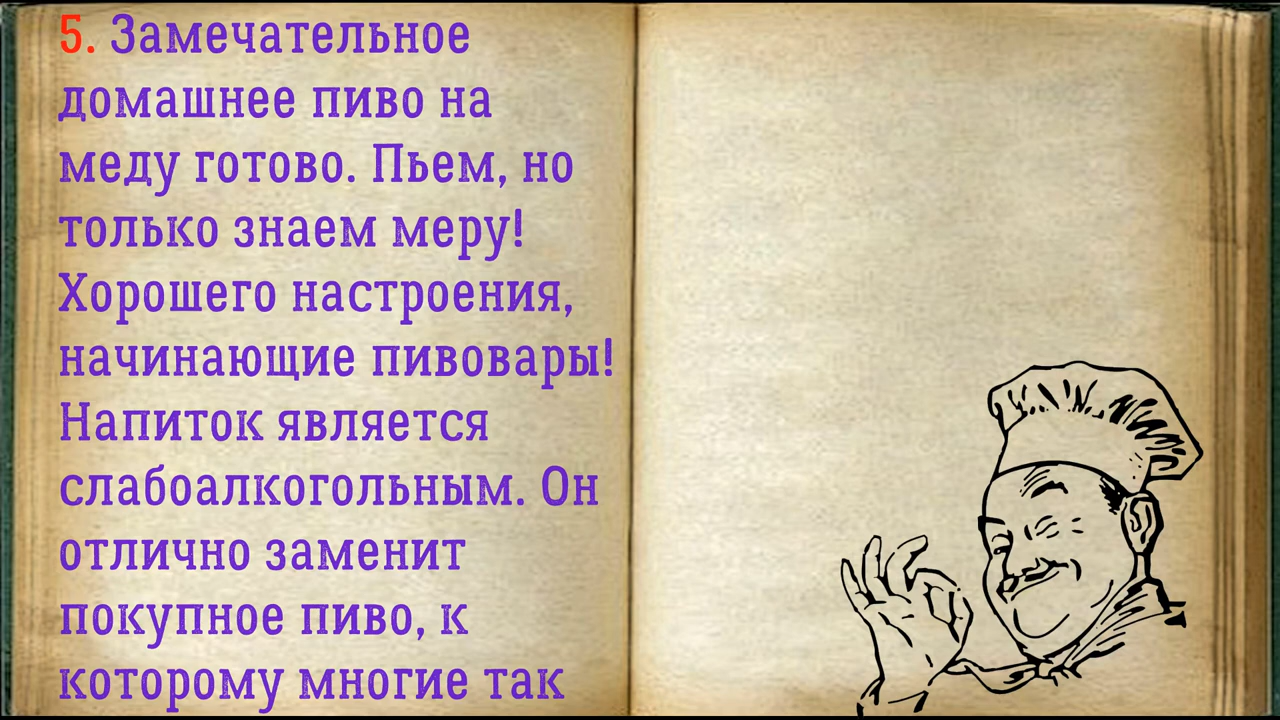 5. Замечательное
домашнее пиво на
меду готово. Пьем, но
только знаем меру!
Хорошего настроения,
начинающие пивовары!
Напиток является
слабоалкогольным. Он
отлично заменит
покупное пиво, к
которому многие так